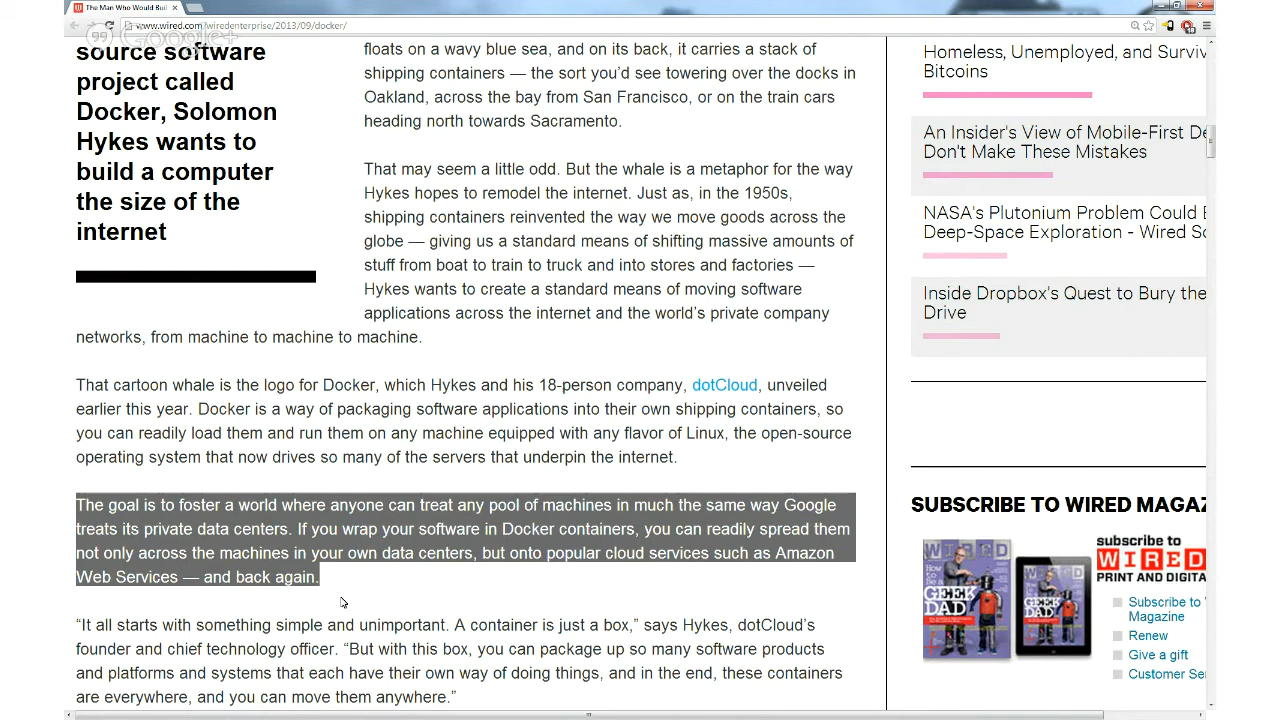 The Man Who Would Buil
www.wired.com/wiredenterprise/2013/09/docker/
Google+
source software
project called
Docker, Solomon
Hykes wants to
build a computer
the size of the
internet
floats on a wavy blue sea, and on its back, it carries a stack of
shipping containers — the sort you’d see towering over the docks in
Oakland, across the bay from San Francisco, or on the train cars
heading north towards Sacramento.
That may seem a little odd. But the whale is a metaphor for the way
Hykes hopes to remodel the internet. Just as, in the 1950s,
shipping containers reinvented the way we move goods across the
globe — giving us a standard means of shifting massive amounts of
stuff from boat to train to truck and into stores and factories —
Hykes wants to create a standard means of moving software
applications across the internet and the world’s private company
networks, from machine to machine to machine.
That cartoon whale is the logo for Docker, which Hykes and his 18-person company, dotCloud, unveiled
earlier this year. Docker is a way of packaging software applications into their own shipping containers, so
you can readily load them and run them on any machine equipped with any flavor of Linux, the open-source
operating system that now drives so many of the servers that underpin the internet.
The goal is to foster a world where anyone can treat any pool of machines in much the same way Google
treats its private data centers. If you wrap your software in Docker containers, you can readily spread them
not only across the machines in your own data centers, but onto popular cloud services such as Amazon
Web Services — and back again.
“It all starts with something simple and unimportant. A container is just a box,” says Hykes, dotCloud’s
founder and chief technology officer. “But with this box, you can package up so many software products
and platforms and systems that each have their own way of doing things, and in the end, these containers
are everywhere, and you can move them anywhere.”
Homeless, Unemployed, and Surviv
Bitcoins
An Insider's View of Mobile-First De
Don't Make These Mistakes
NASA's Plutonium Problem Could E
Deep-Space Exploration - Wired Sc
Inside Dropbox's Quest to Bury the
Drive
SUBSCRIBE TO WIRED MAGAZ
WIRED
GEEK
DAD
subscribe to
WIRED
PRINT AND DIGITA
Subscribe to
Magazine
Renew
Give a gift
Customer Se